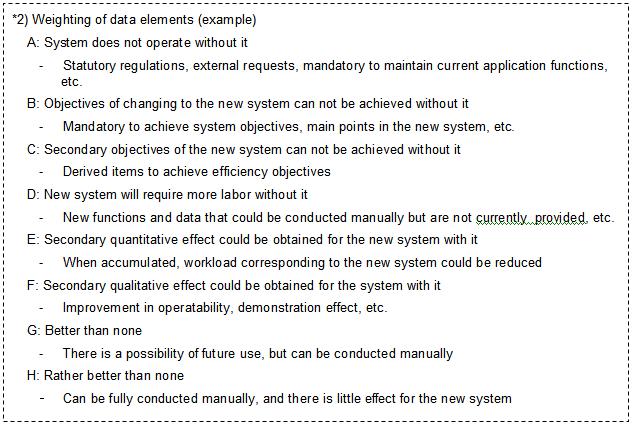 *2) Weighting of data elements (example)
A: System does not operate without it
- Statutory regulations, external requests, mandatory to maintain current application functions,
etc.
B: Objectives of changing to the new system can not be achieved without it
- Mandatory to achieve system objectives, main points in the new system, etc.
C: Secondary objectives of the new system can not be achieved without it
- Derived items to achieve efficiency objectives
D: New system will require more labor without it
- New functions and data that could be conducted manually but are not currently provided, etc.
E: Secondary quantitative effect could be obtained for the new system with it
- When accumulated, workload corresponding to the new system could be reduced
F: Secondary qualitative effect could be obtained for the system with it
- Improvement in operatability, demonstration effect, etc.
G: Better than none
- There is a possibility of future use, but can be conducted manually
H: Rather better than none
- Can be fully conducted manually, and there is little effect for the new system